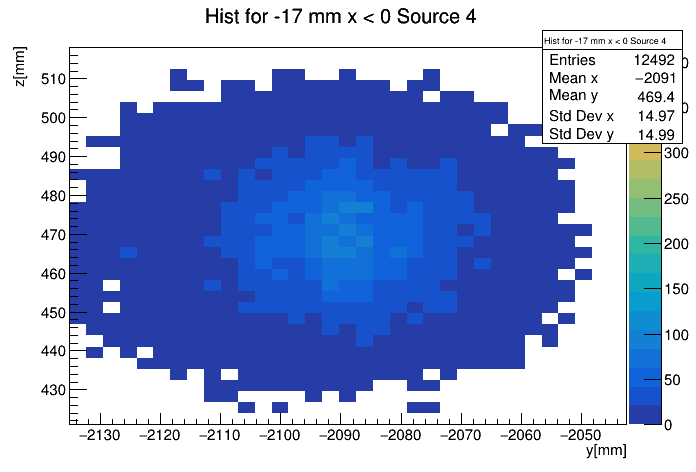 Hist for -17 mm x < 0 Source 4
z[mm]
Hist for -17 mm x < 0 Source 4
Entries 12492
Mean x −2091
Mean y 469.4
Std Dev x 14.97
Std Dev y 14.99
510
500
490
480
470
460
450
440
430
0
0
300
250
200
150
100
50
0
−2130 −2120 −2110 −2100 −2090 −2080 −2070 −2060 −2050
y[mm]